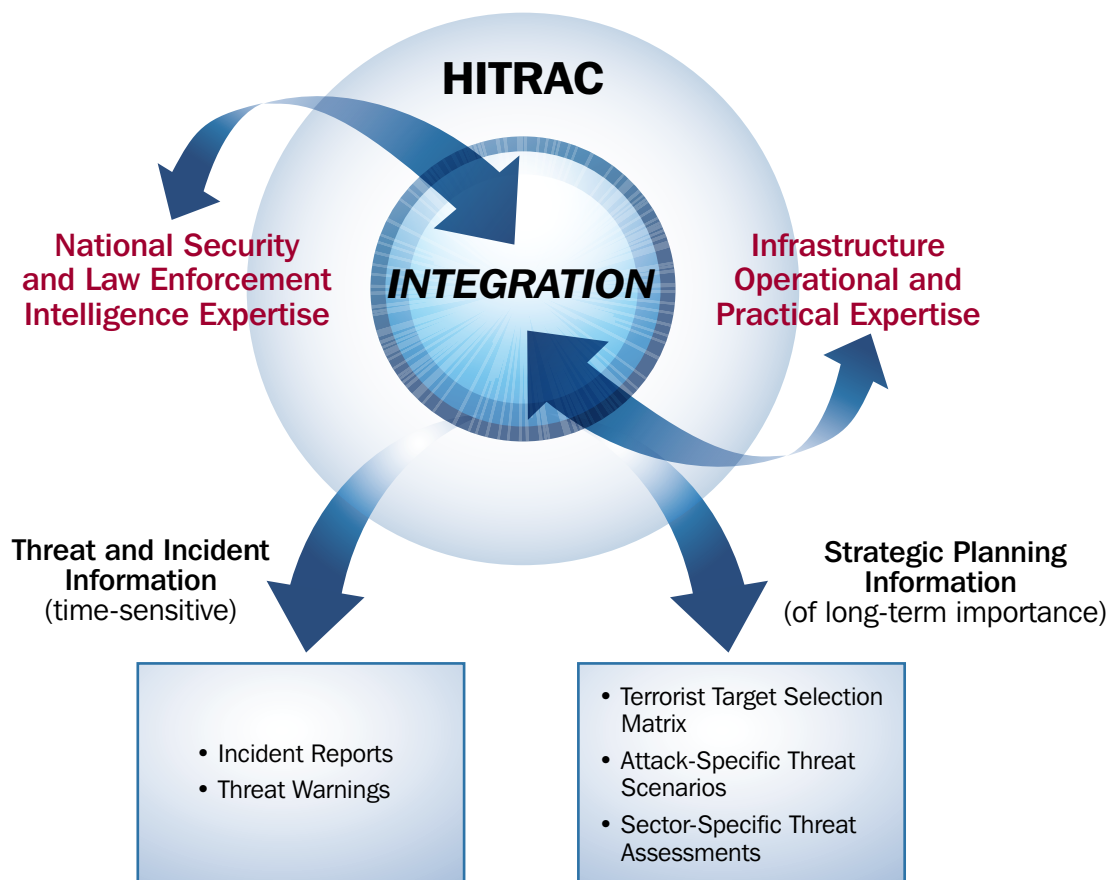 HITRAC
National Security
and Law Enforcement
Intelligence Expertise
INTEGRATION
Infrastructure
Operational and
Practical Expertise
Threat and Incident
Information
(time-sensitive)
Strategic Planning
Information
(of long-term importance)
• Incident Reports
• Threat Warnings
• Terrorist Target Selection
Matrix
• Attack-Specific Threat
Scenarios
• Sector-Specific Threat
Assessments